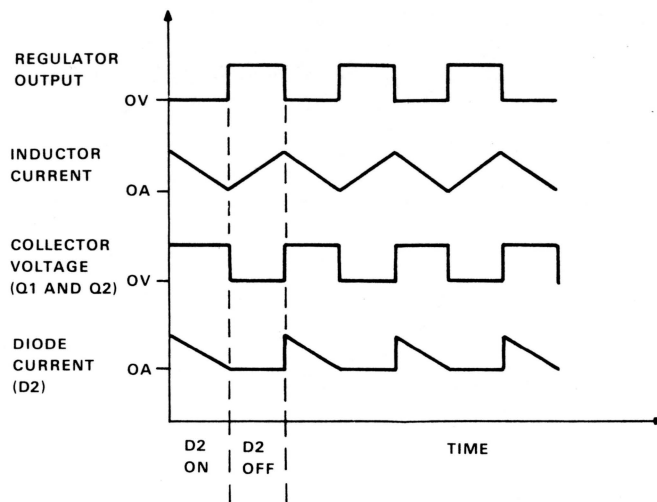 REGULATOR
OUTPUT
OV
INDUCTOR
CURRENT
OA
COLLECTOR
VOLTAGE
(Q1 AND Q2)
OV
DIODE
CURRENT
(D2)
OA
D2
ON
D2
OFF
TIME